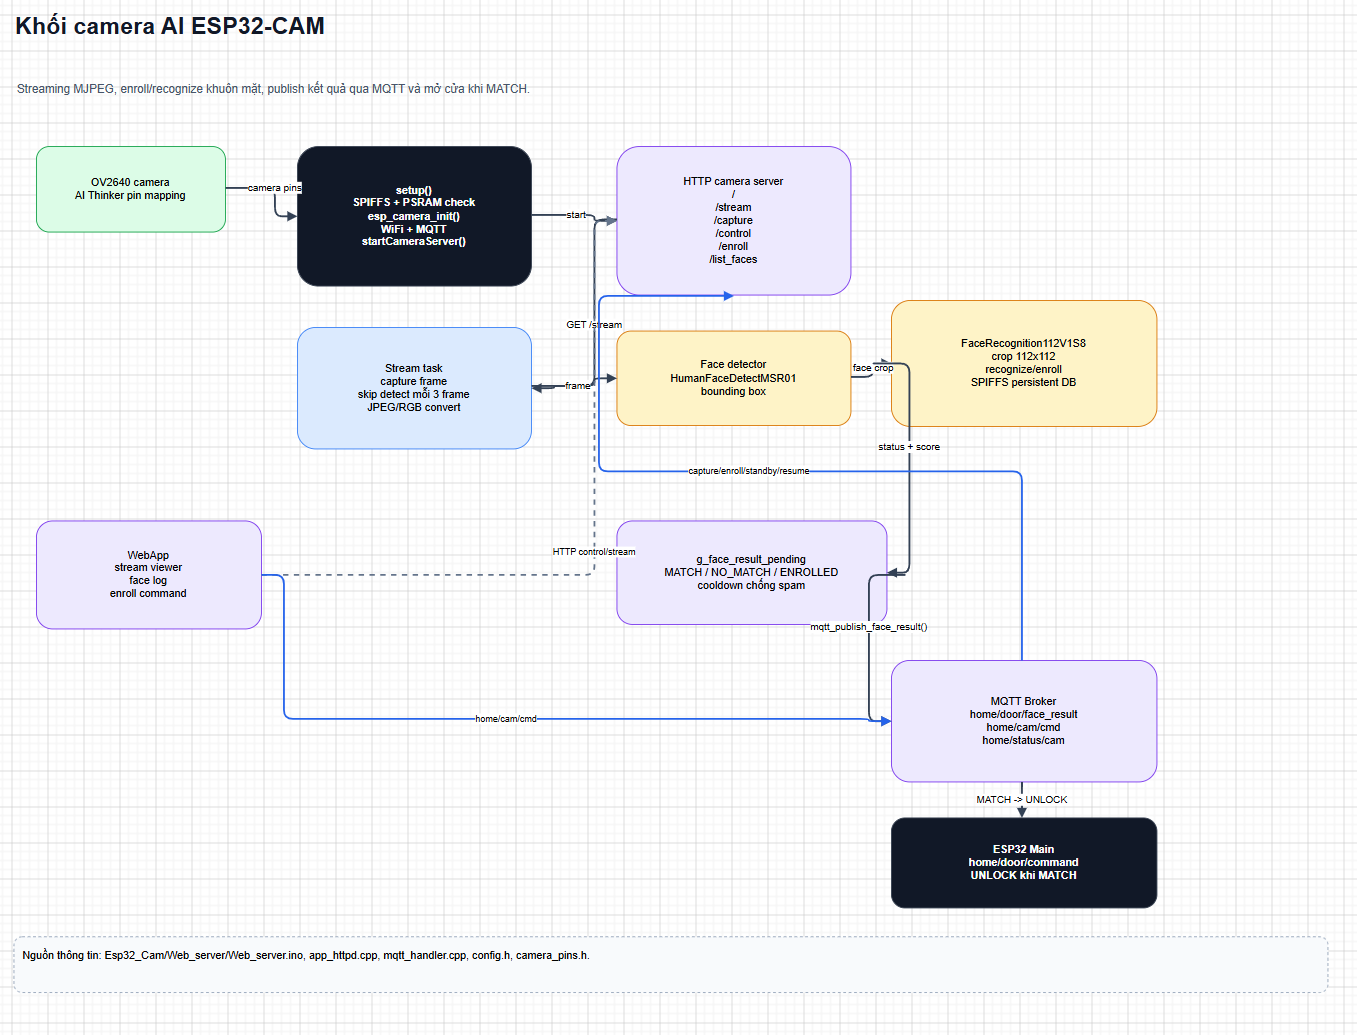 Khối camera AI ESP32-CAM
Streaming MJPEG, enroll/recognize khuôn mặt, publish kết quả qua MQTT và mở cửa khi MATCH.
OV2640 camera
AI Thinker pin mapping
camera pins
setup()
SPIFFS + PSRAM check
esp_camera_init()
WiFi + MQTT
startCameraServer()
start
HTTP camera server
/
/stream
/capture
/control
/enroll
/list_faces
GET /stream
Stream task
capture frame
skip detect mỗi 3 frame
JPEG/RGB convert
frame
Face detector
HumanFaceDetectMSR01
bounding box
face crop
FaceRecognition112V1S8
crop 112x112
recognize/enroll
SPIFFS persistent DB
status + score
capture/enroll/standby/resume
WebApp
stream viewer
face log
enroll command
HTTP control/stream
g_face_result_pending
MATCH / NO_MATCH / ENROLLED
cooldown chống spam
mqtt_publish_face_result()
home/cam/cmd
MQTT Broker
home/door/face_result
home/cam/cmd
home/status/cam
MATCH -> UNLOCK
ESP32 Main
home/door/command
UNLOCK khi MATCH
Nguồn thông tin: Esp32_Cam/Web_server/Web_server.ino, app_httpd.cpp, mqtt_handler.cpp, config.h, camera_pins.h.